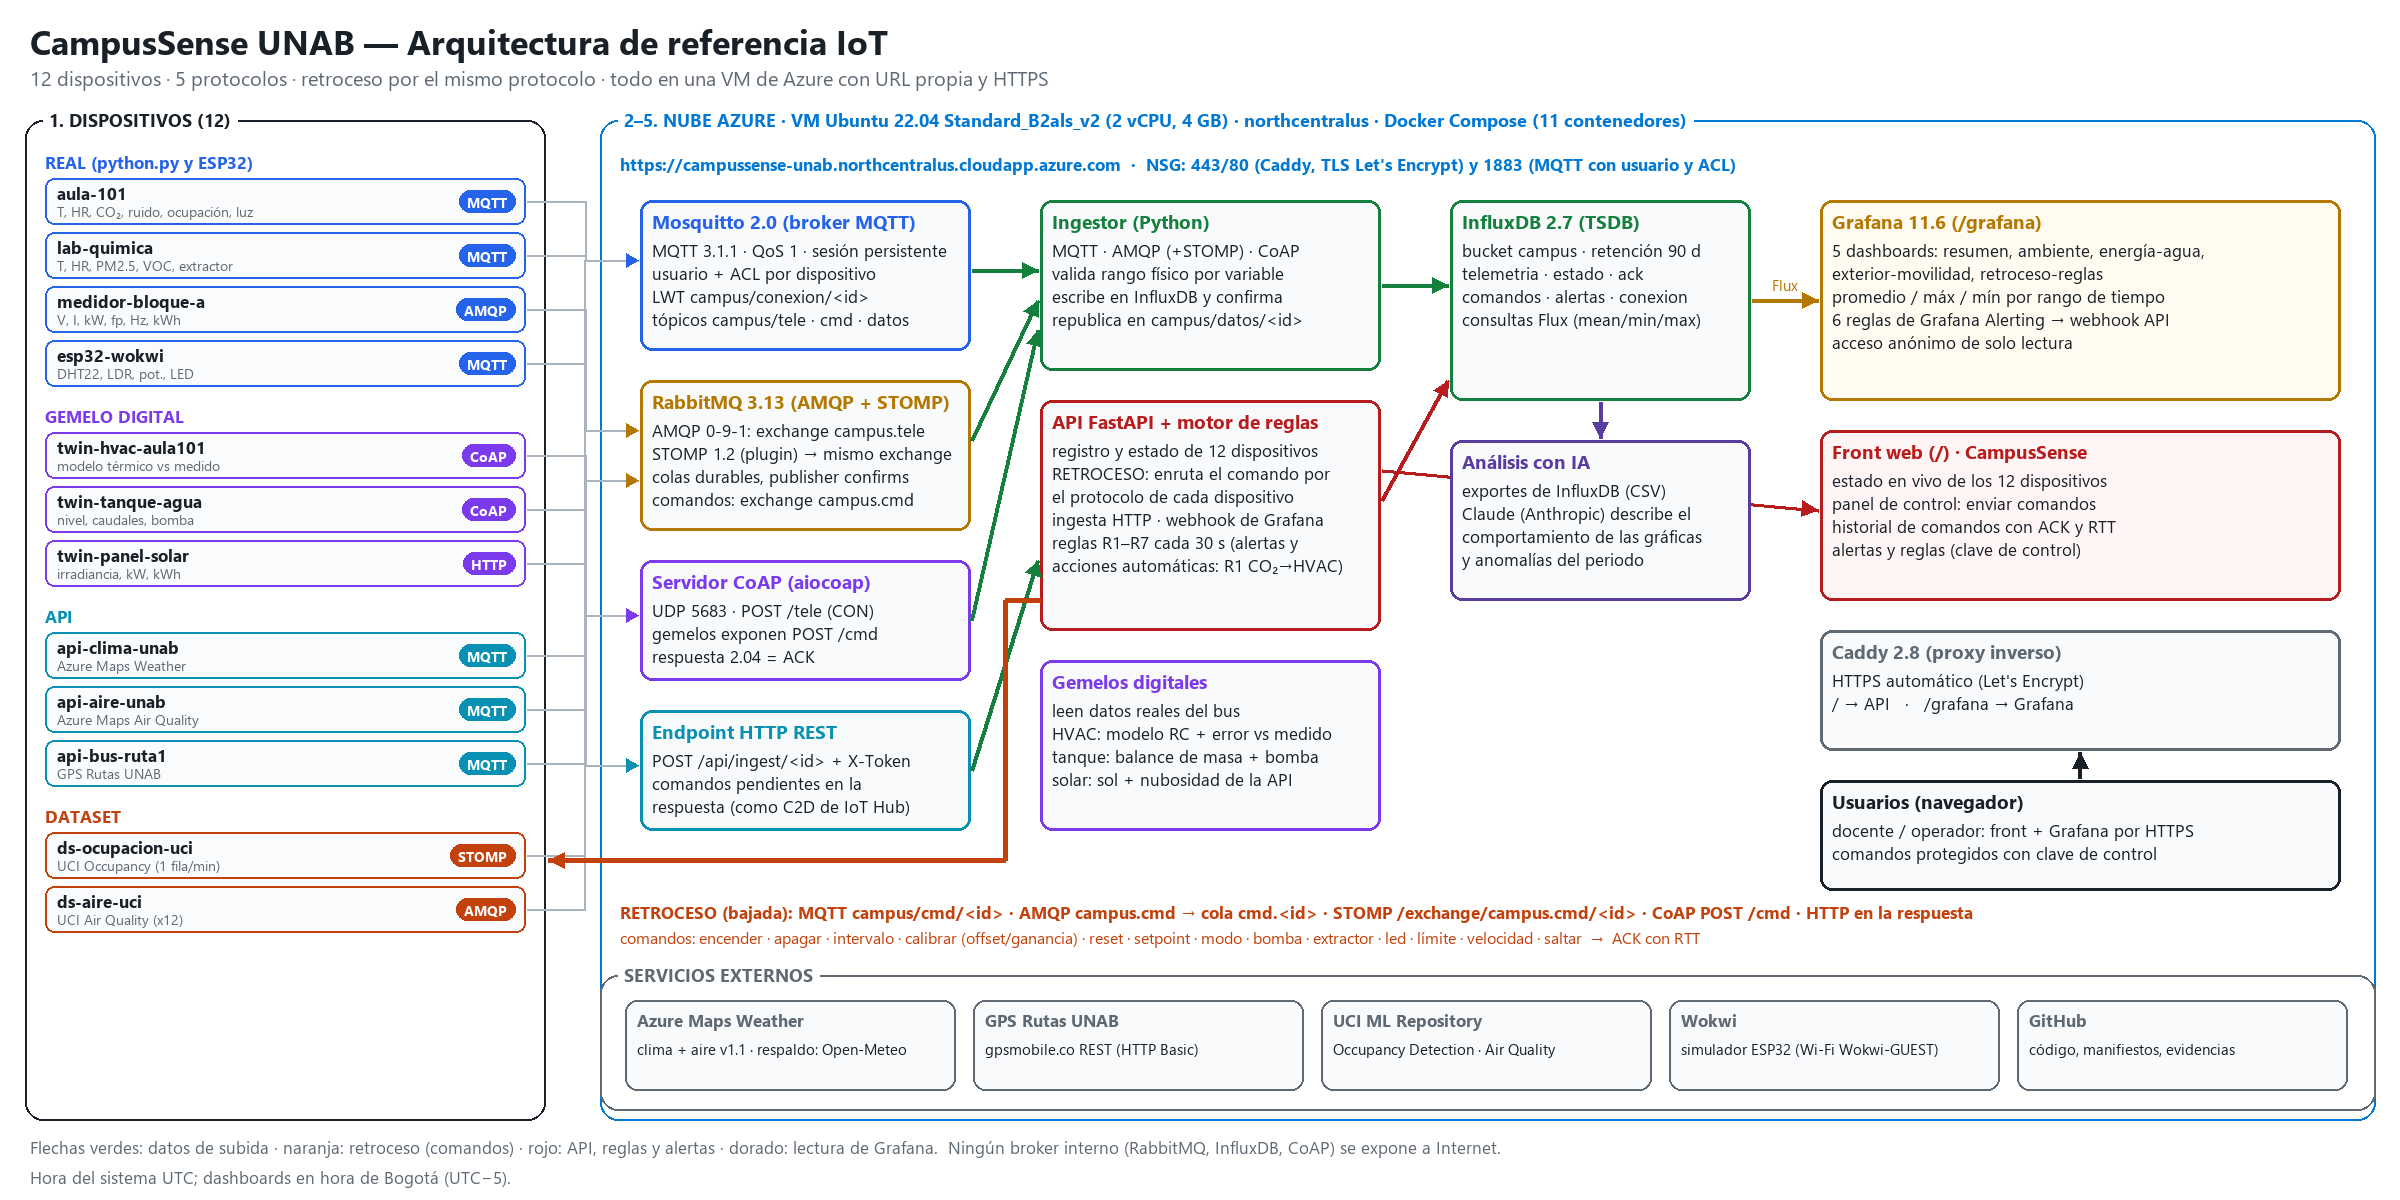 CampusSense UNAB — Arquitectura de referencia IoT
12 dispositivos · 5 protocolos · retroceso por el mismo protocolo · todo en una VM de Azure con URL propia y HTTPS
1. DISPOSITIVOS (12)
REAL (python.py y ESP32)
aula-101
T, HR, CO₂, ruido, ocupación, luz
MQTT
lab-quimica
T, HR, PM2.5, VOC, extractor
MQTT
medidor-bloque-a
V, I, kW, fp, Hz, kWh
AMQP
esp32-wokwi
DHT22, LDR, pot., LED
MQTT
GEMELO DIGITAL
twin-hvac-aula101
modelo térmico vs medido
CoAP
twin-tanque-agua
nivel, caudales, bomba
CoAP
twin-panel-solar
irradiancia, kW, kWh
HTTP
API
api-clima-unab
Azure Maps Weather
MQTT
api-aire-unab
Azure Maps Air Quality
MQTT
api-bus-ruta1
GPS Rutas UNAB
MQTT
DATASET
ds-ocupacion-uci
UCI Occupancy (1 fila/min)
STOMP
ds-aire-uci
UCI Air Quality (x12)
AMQP
2–5. NUBE AZURE · VM Ubuntu 22.04 Standard_B2als_v2 (2 vCPU, 4 GB) · northcentralus · Docker Compose (11 contenedores)
https://campussense-unab.northcentralus.cloudapp.azure.com · NSG: 443/80 (Caddy, TLS Let's Encrypt) y 1883 (MQTT con usuario y ACL)
Mosquitto 2.0 (broker MQTT)
MQTT 3.1.1 · QoS 1 · sesión persistente
usuario + ACL por dispositivo
LWT campus/conexion/<id>
tópicos campus/tele · cmd · datos
RabbitMQ 3.13 (AMQP + STOMP)
AMQP 0-9-1: exchange campus.tele
STOMP 1.2 (plugin) → mismo exchange
colas durables, publisher confirms
comandos: exchange campus.cmd
Servidor CoAP (aiocoap)
UDP 5683 · POST /tele (CON)
gemelos exponen POST /cmd
respuesta 2.04 = ACK
Endpoint HTTP REST
POST /api/ingest/<id> + X-Token
comandos pendientes en la
respuesta (como C2D de IoT Hub)
Ingestor (Python)
MQTT · AMQP (+STOMP) · CoAP
valida rango físico por variable
escribe en InfluxDB y confirma
republica en campus/datos/<id>
API FastAPI + motor de reglas
registro y estado de 12 dispositivos
RETROCESO: enruta el comando por
el protocolo de cada dispositivo
ingesta HTTP · webhook de Grafana
reglas R1–R7 cada 30 s (alertas y
acciones automáticas: R1 CO₂→HVAC)
Gemelos digitales
leen datos reales del bus
HVAC: modelo RC + error vs medido
tanque: balance de masa + bomba
solar: sol + nubosidad de la API
InfluxDB 2.7 (TSDB)
bucket campus · retención 90 d
telemetria · estado · ack
comandos · alertas · conexion
consultas Flux (mean/min/max)
Análisis con IA
exportes de InfluxDB (CSV)
Claude (Anthropic) describe el
comportamiento de las gráficas
y anomalías del periodo
Flux
Grafana 11.6 (/grafana)
5 dashboards: resumen, ambiente, energía-agua,
exterior-movilidad, retroceso-reglas
promedio / máx / mín por rango de tiempo
6 reglas de Grafana Alerting → webhook API
acceso anónimo de solo lectura
Front web (/) · CampusSense
estado en vivo de los 12 dispositivos
panel de control: enviar comandos
historial de comandos con ACK y RTT
alertas y reglas (clave de control)
Caddy 2.8 (proxy inverso)
HTTPS automático (Let's Encrypt)
/ → API · /grafana → Grafana
Usuarios (navegador)
docente / operador: front + Grafana por HTTPS
comandos protegidos con clave de control
RETROCESO (bajada): MQTT campus/cmd/<id> · AMQP campus.cmd → cola cmd.<id> · STOMP /exchange/campus.cmd/<id> · CoAP POST /cmd · HTTP en la respuesta
comandos: encender · apagar · intervalo · calibrar (offset/ganancia) · reset · setpoint · modo · bomba · extractor · led · límite · velocidad · saltar → ACK con RTT
SERVICIOS EXTERNOS
Azure Maps Weather
clima + aire v1.1 · respaldo: Open-Meteo
GPS Rutas UNAB
gpsmobile.co REST (HTTP Basic)
UCI ML Repository
Occupancy Detection · Air Quality
Wokwi
simulador ESP32 (Wi-Fi Wokwi-GUEST)
GitHub
código, manifiestos, evidencias
Flechas verdes: datos de subida · naranja: retroceso (comandos) · rojo: API, reglas y alertas · dorado: lectura de Grafana. Ningún broker interno (RabbitMQ, InfluxDB, CoAP) se expone a Internet.
Hora del sistema UTC; dashboards en hora de Bogotá (UTC−5).